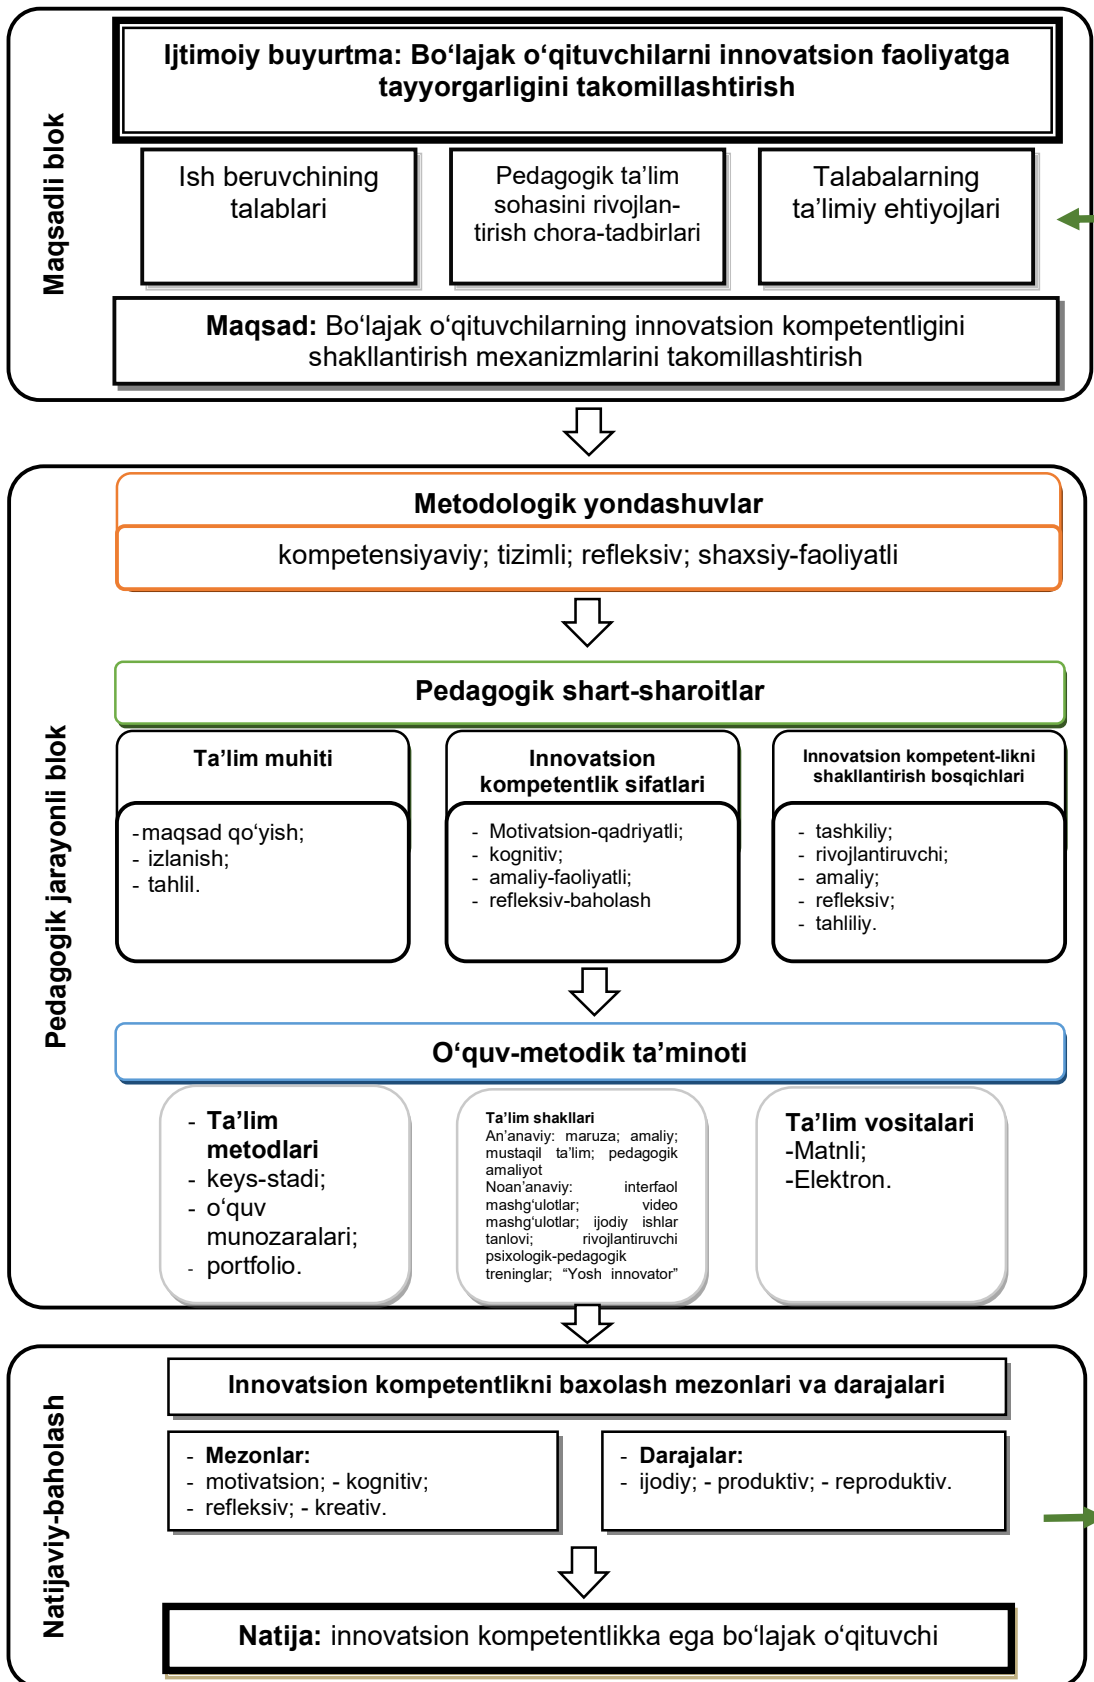 Maqsadli blok
Ijtimoiy buyurtma: Bo‘lajak o‘qituvchilarni innovatsion faoliyatga
tayyorgarligini takomillashtirish
Ish beruvchining
talablari
Pedagogik ta’lim
sohasini rivojlan-
tirish chora-tadbirlari
Talabalarning
ta’limiy ehtiyojlari
Maqsad: Bo‘lajak o‘qituvchilarning innovatsion kompetentligini
shakllantirish mexanizmlarini takomillashtirish
Pedagogik jarayonli blok
Metodologik yondashuvlar
kompetensiyaviy; tizimli; refleksiv; shaxsiy-faoliyatli
Pedagogik shart-sharoitlar
Ta’lim muhiti
-maqsad qo‘yish;
- izlanish;
- tahlil.
Innovatsion
kompetentlik sifatlari
- Motivatsion-qadriyatli;
- kognitiv;
- amaliy-faoliyatli;
- refleksiv-baholash
Innovatsion kompetent-likni
shakllantirish bosqichlari
- tashkiliy;
- rivojlantiruvchi;
- amaliy;
- refleksiv;
- tahliliy.
O‘quv-metodik ta’minoti
- Ta’lim
metodlari
- keys-stadi;
- o‘quv
munozaralari;
- portfolio.
Ta’lim shakllari
An’anaviy: maruza; amaliy;
mustaqil ta’lim; pedagogik
amaliyot
Noan’anaviy: interfaol
mashg‘ulotlar; video
mashg‘ulotlar; ijodiy ishlar
tanlovi; rivojlantiruvchi
psixologik-pedagogik
treninglar; “Yosh innovator”
Ta’lim vositalari
-Matnli;
-Elektron.
Natijaviy-baholash
Innovatsion kompetentlikni baxolash mezonlari va darajalari
- Mezonlar:
- motivatsion; - kognitiv;
- refleksiv; - kreativ.
- Darajalar:
- ijodiy; - produktiv; - reproduktiv.
Natija: innovatsion kompetentlikka ega bo‘lajak o‘qituvchi